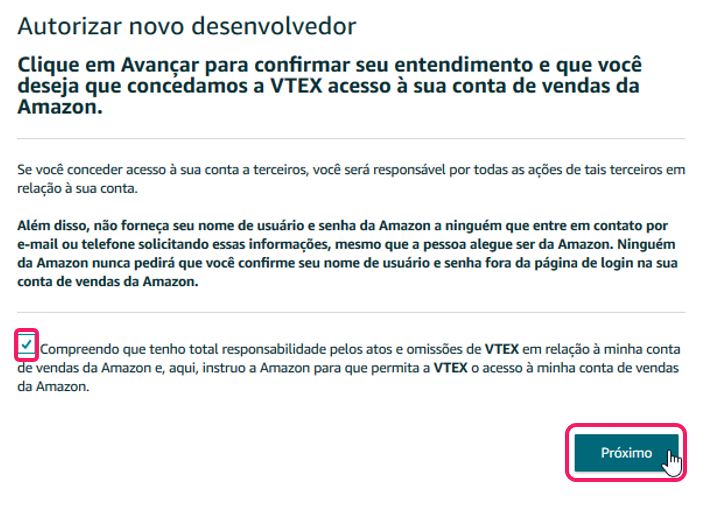 Autorizar novo desenvolvedor
Clique em Avançar para confirmar seu entendimento e que você
deseja que concedamos a VTEX acesso à sua conta de vendas da
Amazon.
Se você conceder acesso à sua conta a terceiros, você será responsável por todas as ações de tais terceiros em
relação à sua conta.
Além disso, não forneça seu nome de usuário e senha da Amazon a ninguém que entre em contato por
e-mail ou telefone solicitando essas informações, mesmo que a pessoa alegue ser da Amazon. Ninguém
da Amazon nunca pedirá que você confirme seu nome de usuário e senha fora da página de login na sua
conta de vendas da Amazon.
Compreendo que tenho total responsabilidade pelos atos e omissões de VTEX em relação à minha conta
de vendas da Amazon e, aqui, instruo a Amazon para que permita a VTEX o acesso à minha conta de vendas
da Amazon.
Próximo